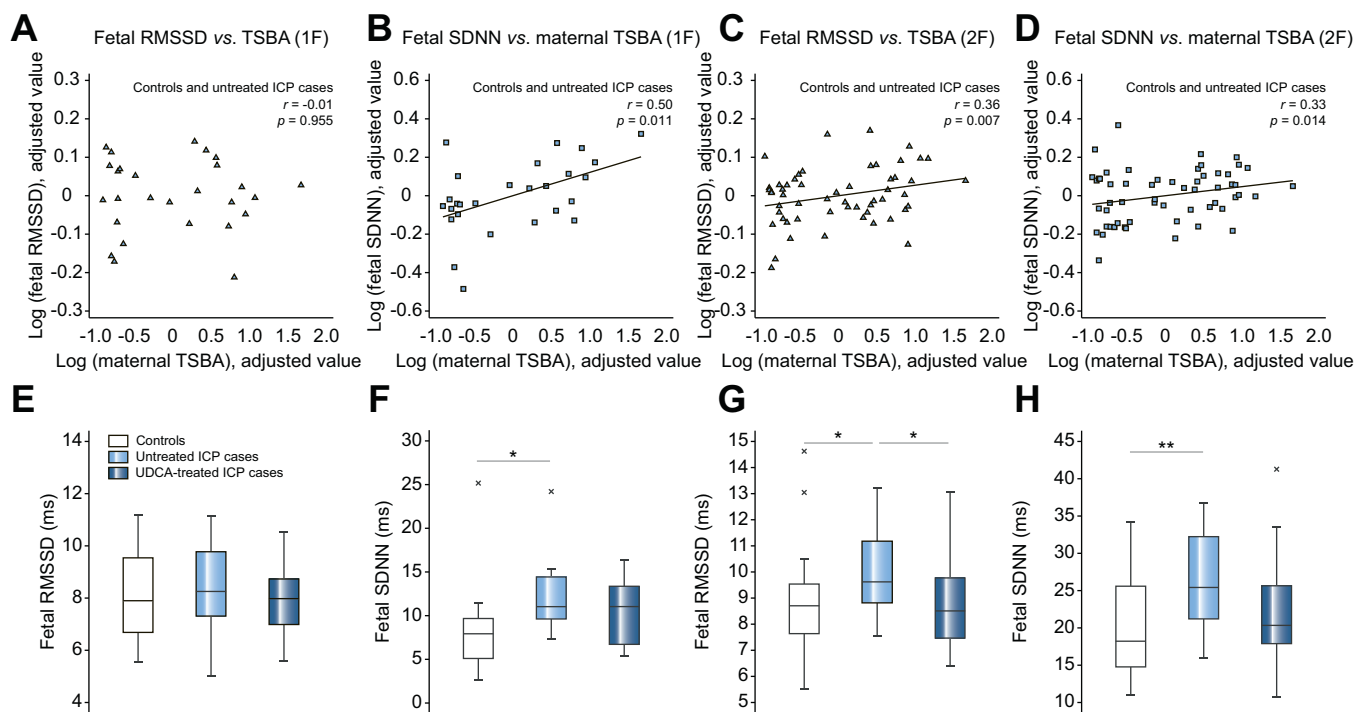 A
Fetal RMSSD vs. TSBA (1F)
Log (fetal RMSSD), adjusted value
0.3
0.2
0.1
0
-0.1
-0.2
-0.3
Controls and untreated ICP cases
r = -0.01
p = 0.955
-1.0 -0.5 0 0.5 1.0 1.5 2.0
Log (maternal TSBA), adjusted value
B
Fetal SDNN vs. maternal TSBA (1F)
Log (fetal SDNN), adjusted value
0.6
0.4
0.2
0
-0.2
-0.4
-0.6
Controls and untreated ICP cases
r = 0.50
p = 0.011
-1.0 -0.5 0 0.5 1.0 1.5 2.0
Log (maternal TSBA), adjusted value
C
Fetal RMSSD vs. TSBA (2F)
Log (fetal RMSSD), adjusted value
0.3
0.2
0.1
0
-0.1
-0.2
-0.3
Controls and untreated ICP cases
r = 0.36
p = 0.007
-1.0 -0.5 0 0.5 1.0 1.5 2.0
Log (maternal TSBA), adjusted value
D
Fetal SDNN vs. maternal TSBA (2F)
Log (fetal SDNN), adjusted value
0.6
0.4
0.2
0
-0.2
-0.4
-0.6
Controls and untreated ICP cases
r = 0.33
p = 0.014
-1.0 -0.5 0 0.5 1.0 1.5 2.0
Log (maternal TSBA), adjusted value
E
Fetal RMSSD (ms)
14
12
10
8
6
4
Controls
Untreated ICP cases
UDCA-treated ICP cases
F
Fetal SDNN (ms)
30
25
20
15
10
5
0
*
G
Fetal RMSSD (ms)
15
14
13
12
11
10
9
8
7
6
5
* *
H
Fetal SDNN (ms)
45
40
35
30
25
20
15
10
**